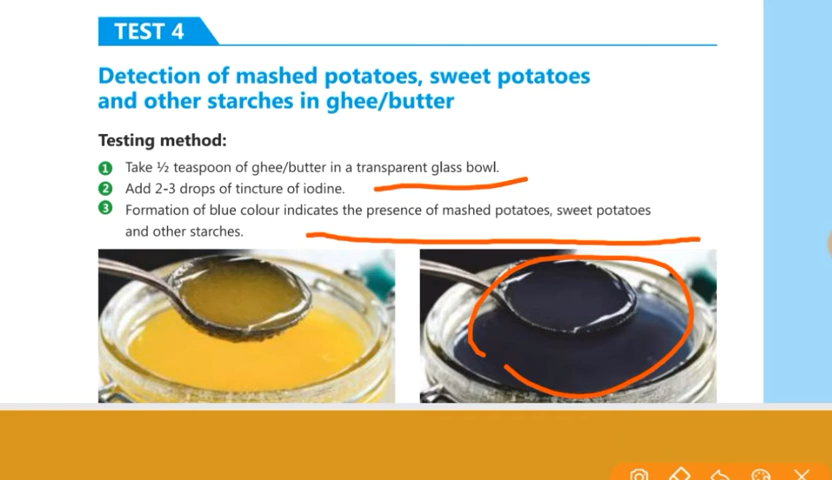 TEST 4
Detection of mashed potatoes, sweet potatoes
and other starches in ghee/butter
Testing method:
1 Take ½ teaspoon of ghee/butter in a transparent glass bowl.
2 Add 2-3 drops of tincture of iodine.
3 Formation of blue colour indicates the presence of mashed potatoes, sweet potatoes
and other starches.